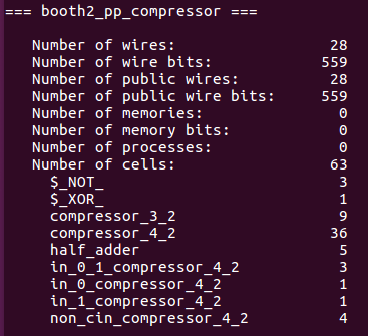 === booth2_pp_compressor ===
Number of wires: 28
Number of wire bits: 559
Number of public wires: 28
Number of public wire bits: 559
Number of memories: 0
Number of memory bits: 0
Number of processes: 0
Number of cells: 63
$_NOT_ 3
$_XOR_ 1
compressor_3_2 9
compressor_4_2 36
half_adder 5
in_0_1_compressor_4_2 3
in_0_compressor_4_2 1
in_1_compressor_4_2 1
non_cin_compressor_4_2 4